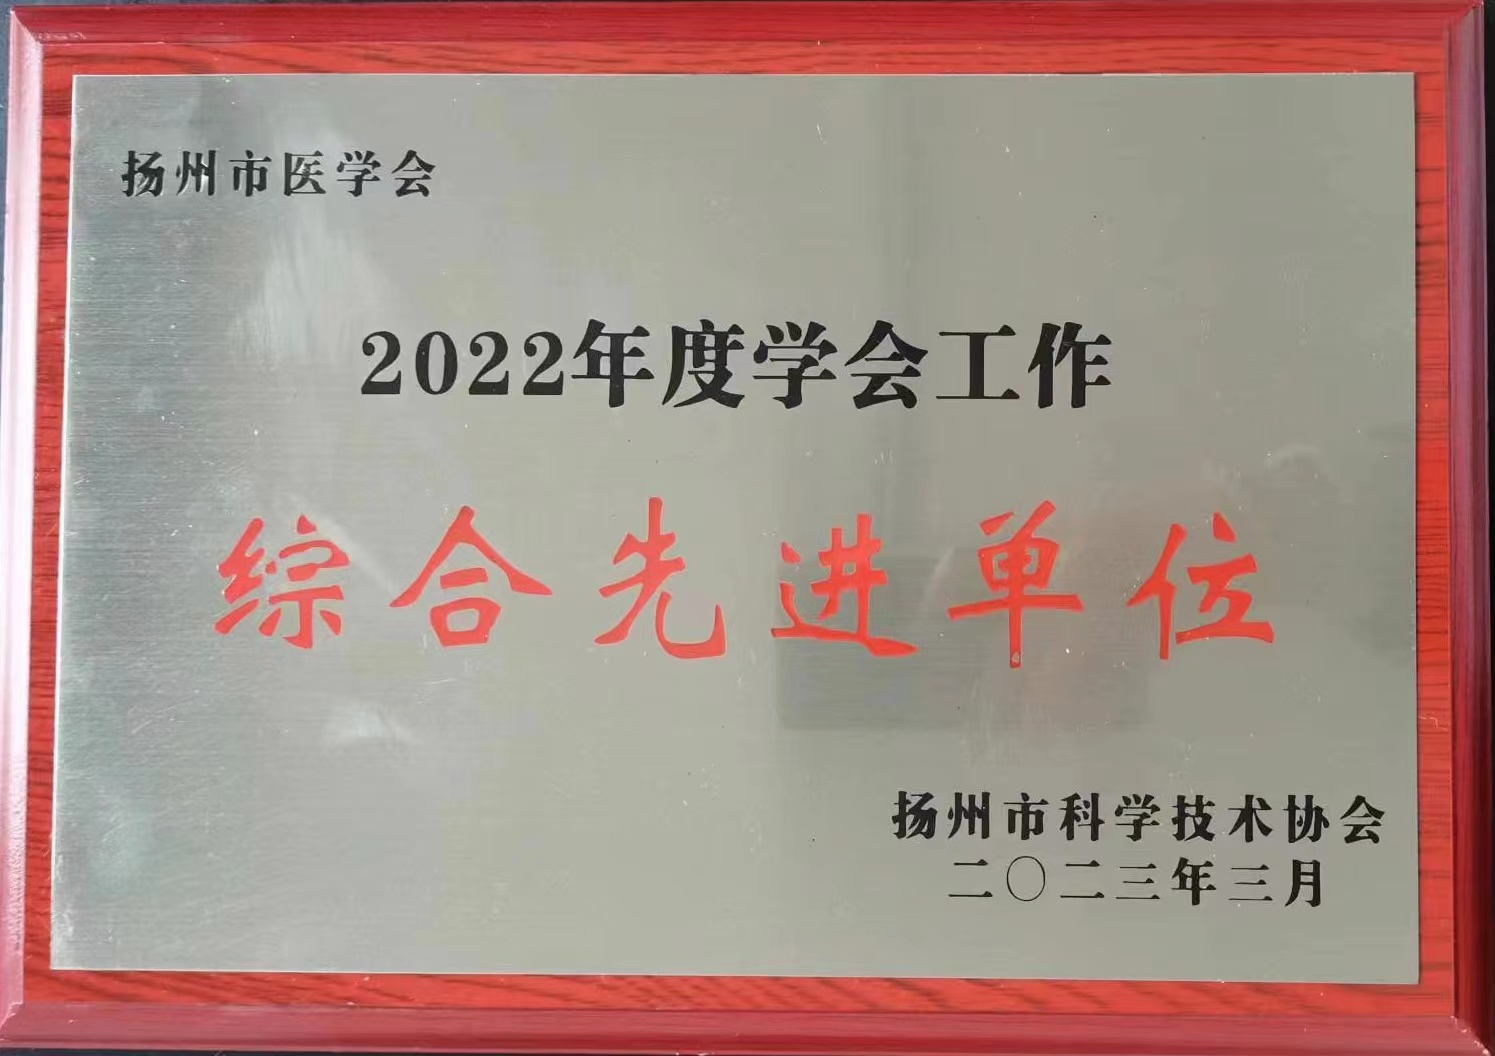 扬州市医学会
2022年度学会工作
综合先进单位
扬州市科学技术协会
二〇二三年三月